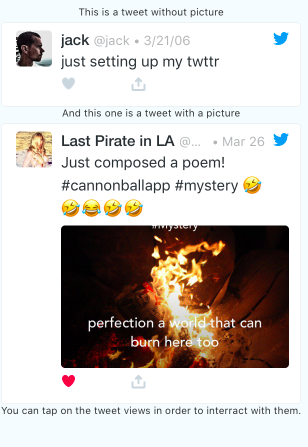 This is a tweet without picture
jack @jack • 3/21/06
just setting up my twttr
And this one is a tweet with a picture
Last Pirate in LA @... • Mar 26
Just composed a poem!
#cannonballapp #mystery 🤣
🤣😂🤣🤣
#Mystery
perfection a world that can
burn here too
You can tap on the tweet views in order to interract with them.